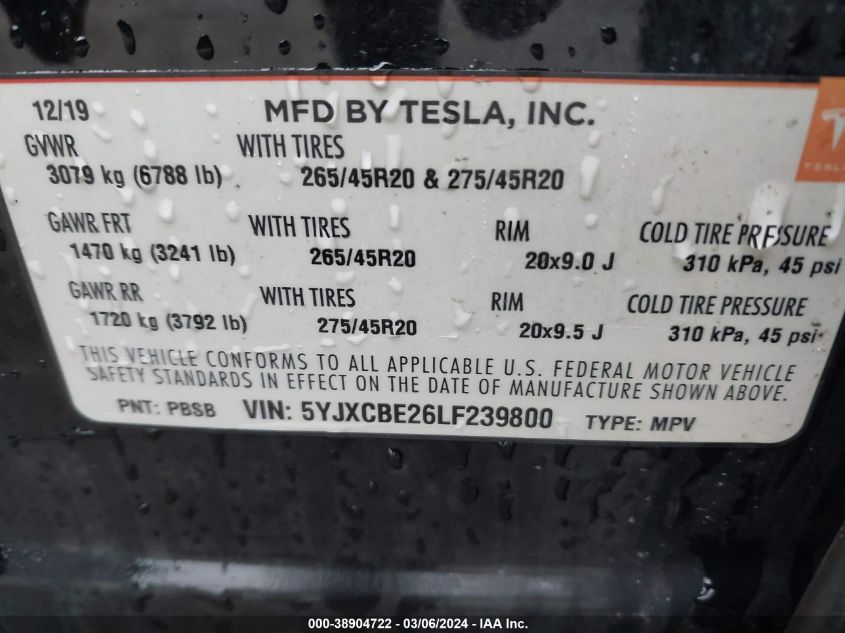 12/19 MFD BY TESLA, INC.
TESLA
GVWR WITH TIRES
3079 kg (6788 lb) 265/45R20 & 275/45R20
GAWR FRT WITH TIRES RIM COLD TIRE PRESSURE
1470 kg (3241 lb) 265/45R20 20x9.0 J 310 kPa, 45 psi
GAWR RR WITH TIRES RIM COLD TIRE PRESSURE
1720 kg (3792 lb) 275/45R20 20x9.5 J 310 kPa, 45 psi
THIS VEHICLE CONFORMS TO ALL APPLICABLE U.S. FEDERAL MOTOR VEHICLE
SAFETY STANDARDS IN EFFECT ON THE DATE OF MANUFACTURE SHOWN ABOVE.
PNT: PBSB VIN: 5YJXCBE26LF239800 TYPE: MPV
000-38904722 - 03/06/2024 - IAA Inc.